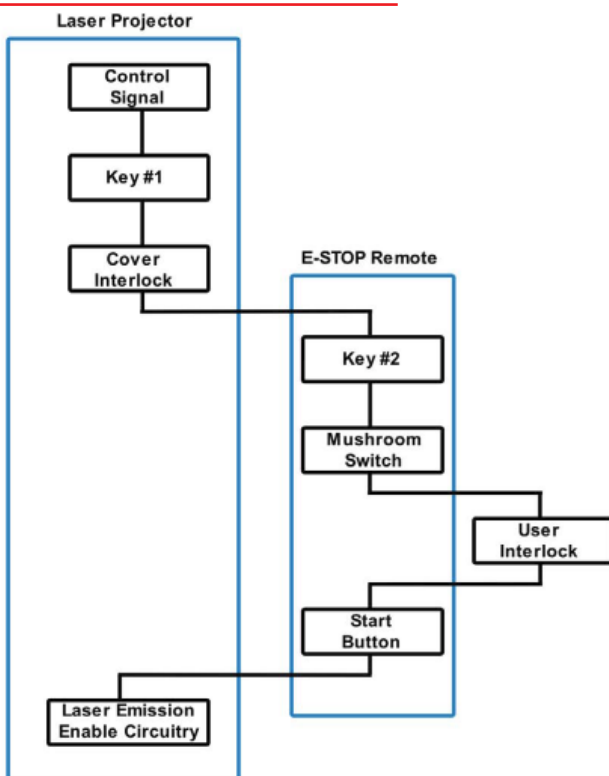 Laser Projector
Control
Signal
Key #1
Cover
Interlock
E-STOP Remote
Key #2
Mushroom
Switch
User
Interlock
Start
Button
Laser Emission
Enable Circuitry